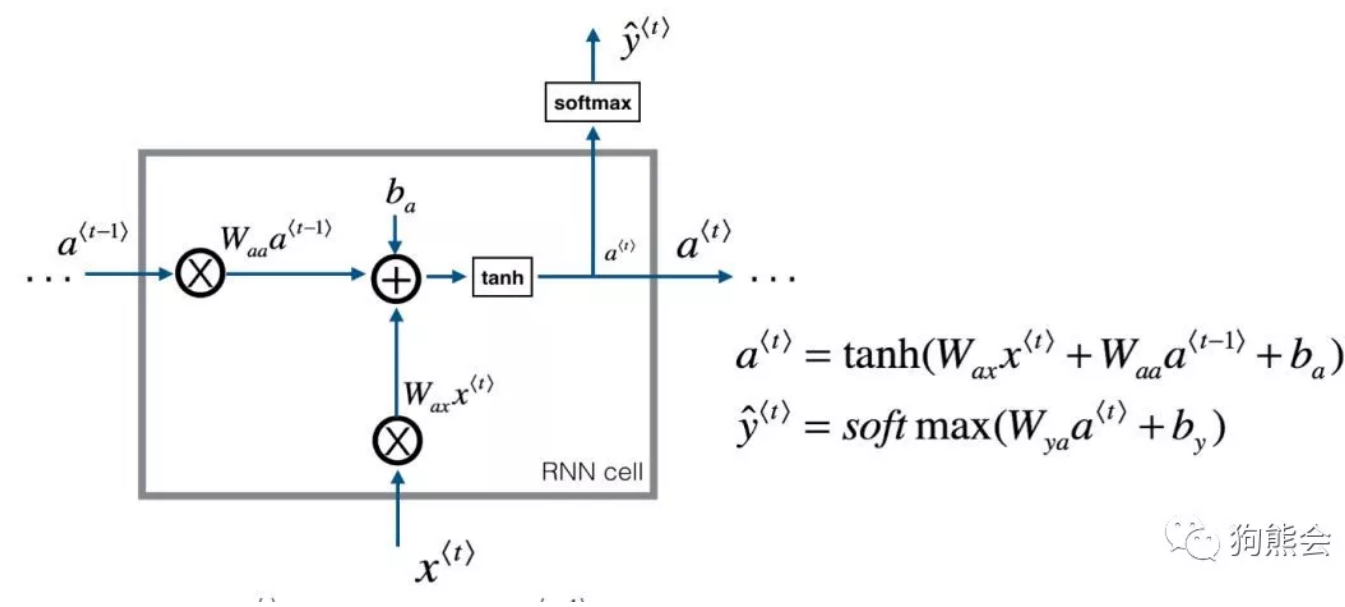 ŷ⟨t⟩
softmax
b_a
a⟨t−1⟩
W_aa a⟨t−1⟩
a⟨t⟩
a⟨t⟩
...
+
tanh
...
a⟨t⟩ = tanh(W_ax x⟨t⟩ + W_aa a⟨t−1⟩ + b_a)
W_ax x⟨t⟩
ŷ⟨t⟩ = soft max(W_ya a⟨t⟩ + b_y)
RNN cell
x⟨t⟩
狗熊会